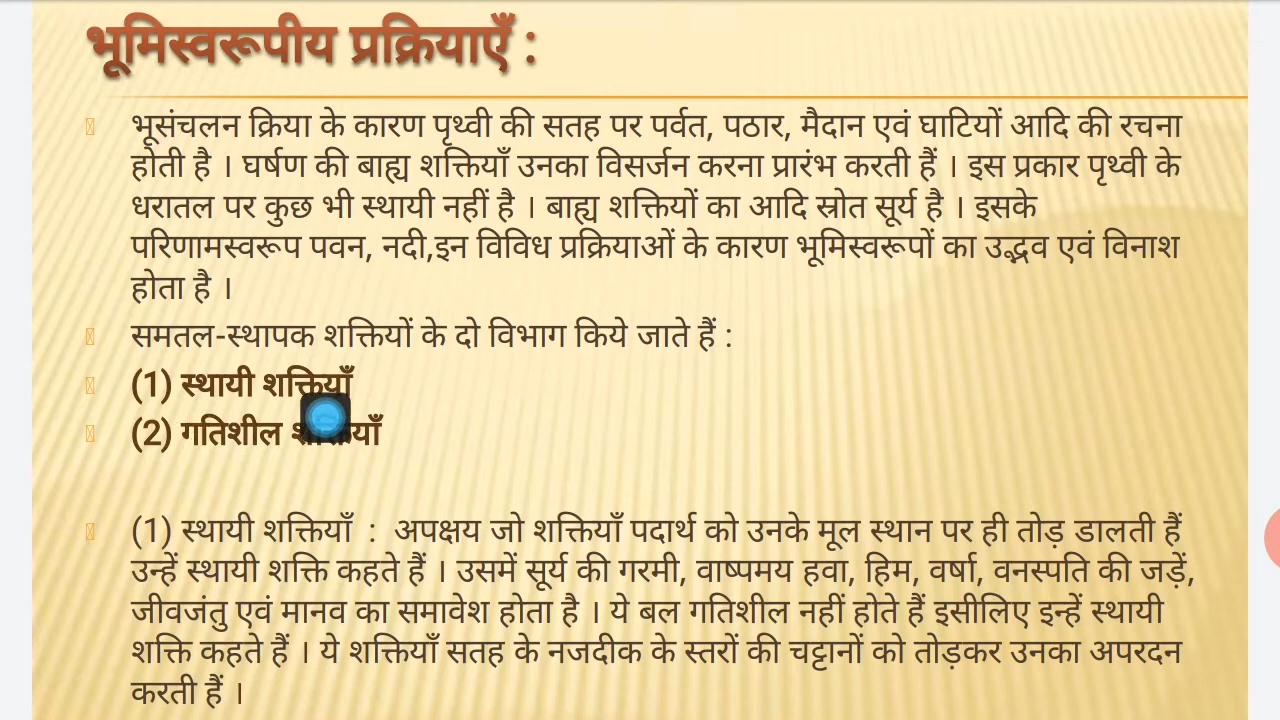 भूमिस्वरूपीय प्रक्रियाएँ :
भूसंचलन क्रिया के कारण पृथ्वी की सतह पर पर्वत, पठार, मैदान एवं घाटियों आदि की रचना
होती है । घर्षण की बाह्य शक्तियाँ उनका विसर्जन करना प्रारंभ करती हैं । इस प्रकार पृथ्वी के
धरातल पर कुछ भी स्थायी नहीं है । बाह्य शक्तियों का आदि स्रोत सूर्य है । इसके
परिणामस्वरूप पवन, नदी,इन विविध प्रक्रियाओं के कारण भूमिस्वरूपों का उद्भव एवं विनाश
होता है ।
समतल-स्थापक शक्तियों के दो विभाग किये जाते हैं :
(1) स्थायी शक्तियाँ
(2) गतिशील शक्तियाँ
(1) स्थायी शक्तियाँ : अपक्षय जो शक्तियाँ पदार्थ को उनके मूल स्थान पर ही तोड़ डालती हैं
उन्हें स्थायी शक्ति कहते हैं । उसमें सूर्य की गरमी, वाष्पमय हवा, हिम, वर्षा, वनस्पति की जड़ें,
जीवजंतु एवं मानव का समावेश होता है । ये बल गतिशील नहीं होते हैं इसीलिए इन्हें स्थायी
शक्ति कहते हैं । ये शक्तियाँ सतह के नजदीक के स्तरों की चट्टानों को तोड़कर उनका अपरदन
करती हैं ।